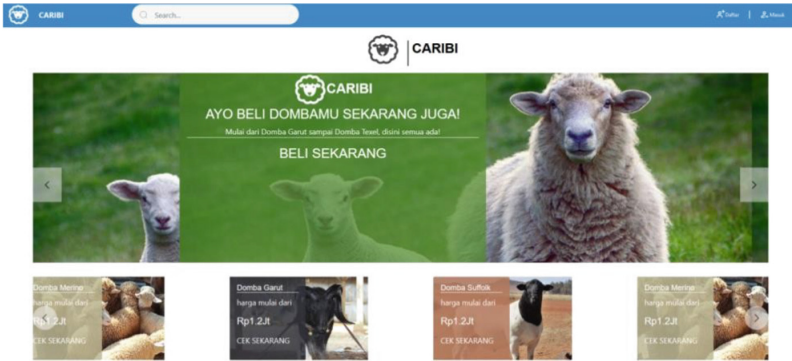 CARIBI
Search...
Daftar | Masuk
CARIBI
CARIBI
AYO BELI DOMBAMU SEKARANG JUGA!
Mulai dari Domba Garut sampai Domba Texel, disini semua ada!
BELI SEKARANG
Domba Merino
harga mulai dari
Rp1.2Jt
CEK SEKARANG
Domba Garut
harga mulai dari
Rp1.2Jt
CEK SEKARANG
Domba Suffolk
harga mulai dari
Rp1.2Jt
CEK SEKARANG
Domba Merino
harga mulai dari
Rp1.2Jt
CEK SEKARANG